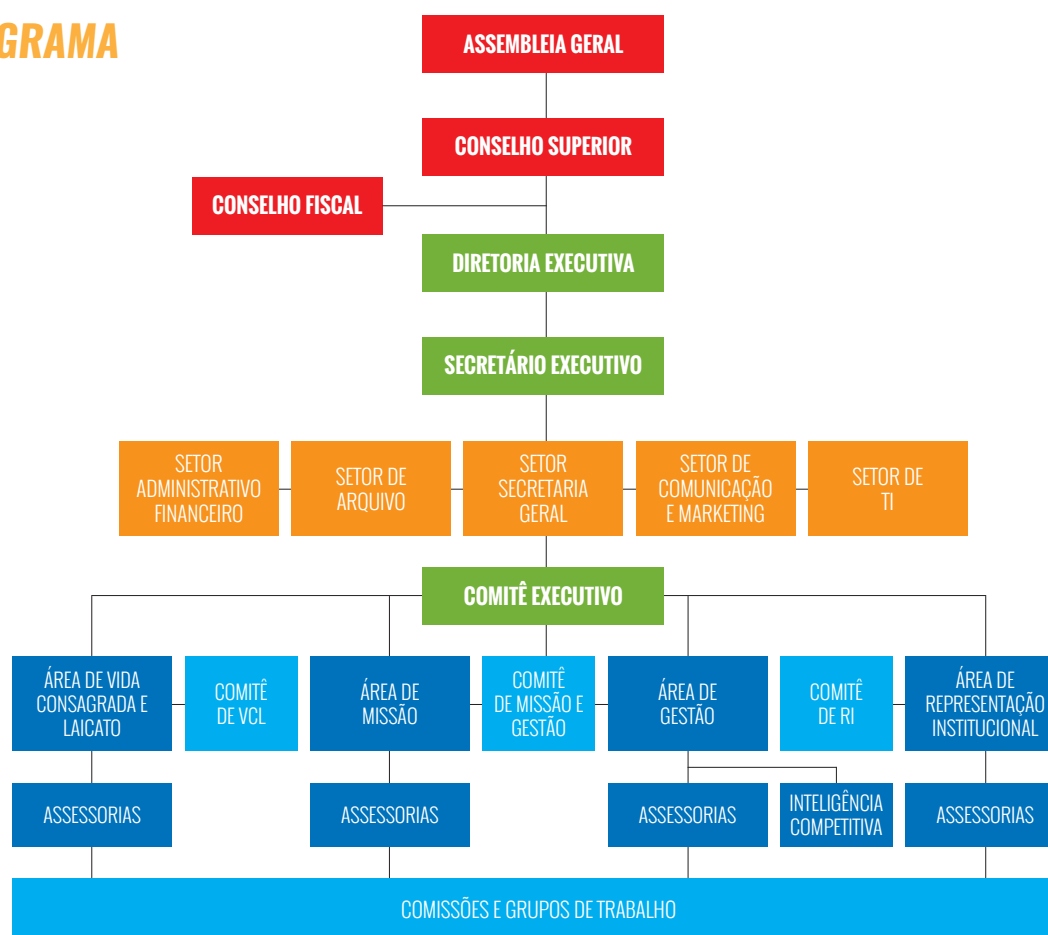 GRAMA
ASSEMBLEIA GERAL
CONSELHO SUPERIOR
CONSELHO FISCAL
DIRETORIA EXECUTIVA
SECRETÁRIO EXECUTIVO
SETOR
ADMINISTRATIVO
FINANCEIRO
SETOR DE
ARQUIVO
SETOR
SECRETARIA
GERAL
SETOR DE
COMUNICAÇÃO
E MARKETING
SETOR DE
TI
COMITÊ EXECUTIVO
ÁREA DE VIDA
CONSAGRADA E
LAICATO
COMITÊ
DE VCL
ÁREA DE
MISSÃO
COMITÊ
DE MISSÃO E
GESTÃO
ÁREA DE
GESTÃO
COMITÊ
DE RI
ÁREA DE
REPRESENTAÇÃO
INSTITUCIONAL
ASSESSORIAS
ASSESSORIAS
ASSESSORIAS
INTELIGÊNCIA
COMPETITIVA
ASSESSORIAS
COMISSÕES E GRUPOS DE TRABALHO